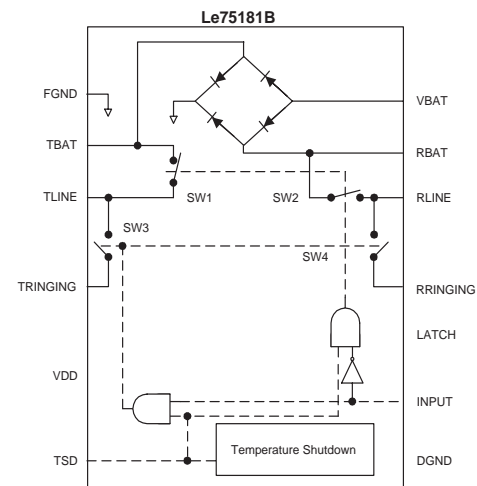 Le75181B
FGND
VBAT
TBAT
RBAT
TLINE
SW1
SW2
RLINE
SW3
SW4
TRINGING
RRINGING
LATCH
VDD
INPUT
Temperature Shutdown
TSD
DGND